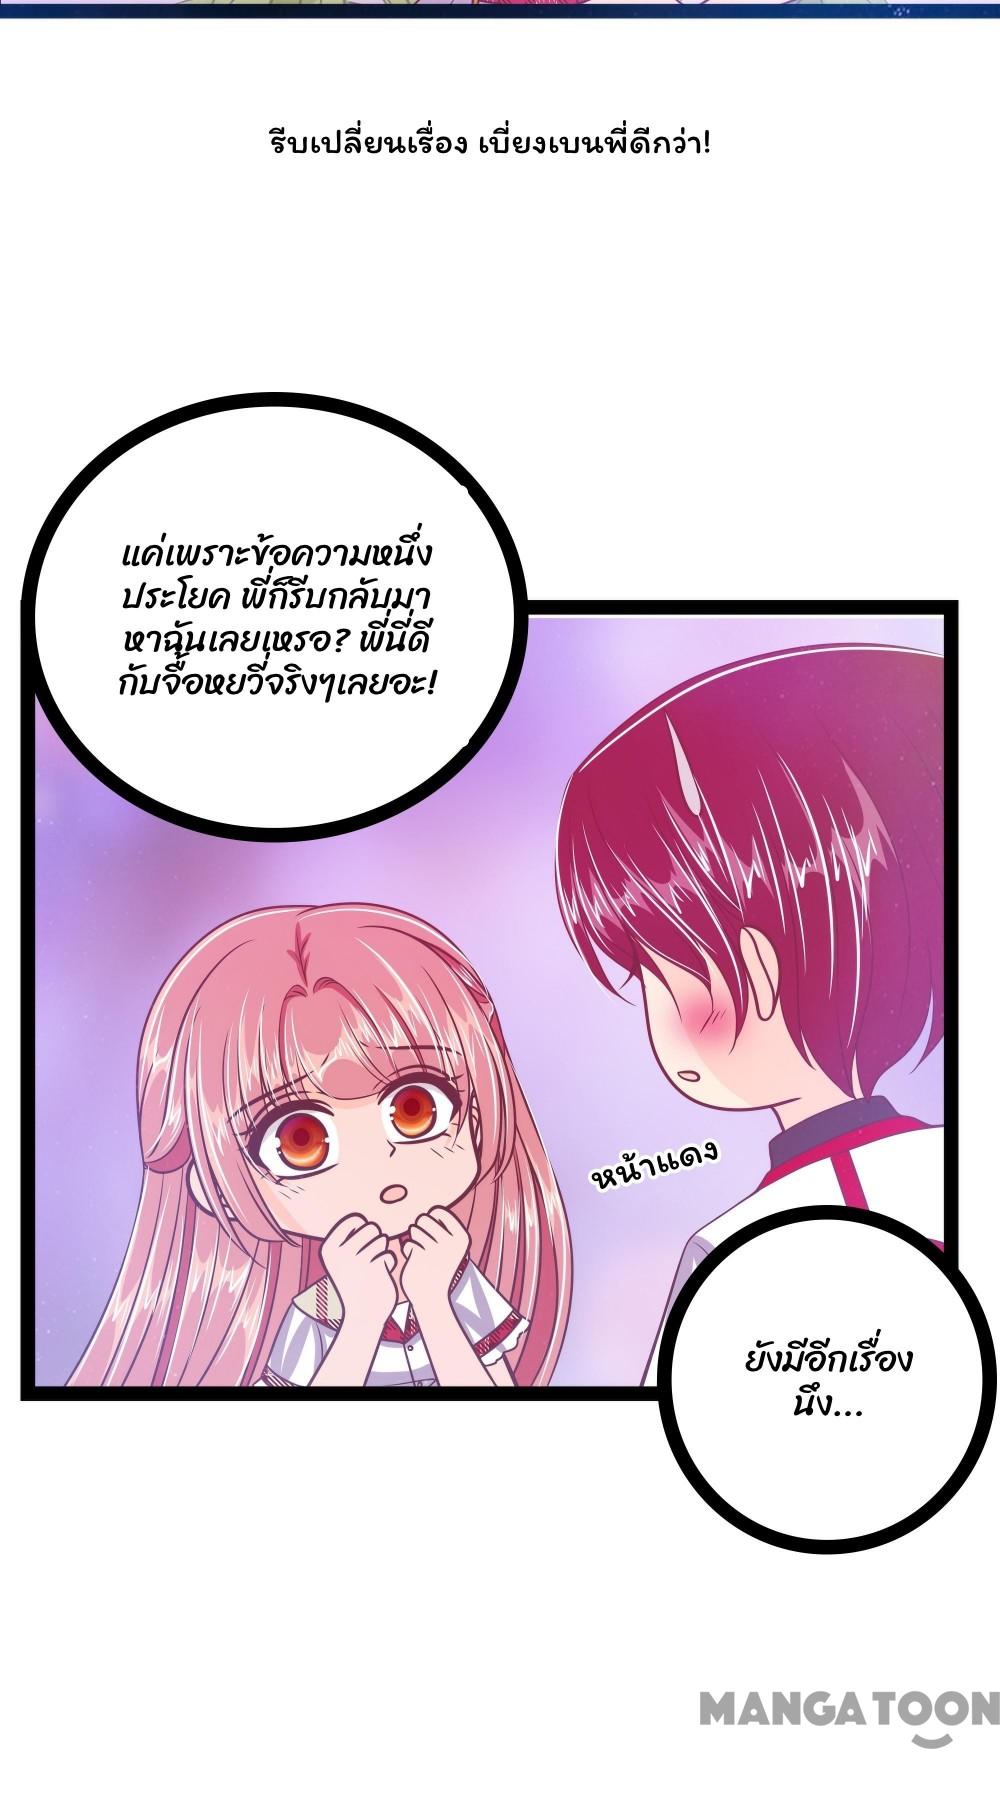 รีบเปลี่ยนเรื่อง เบี่ยงเบนพี่ดีกว่า!
แค่เพราะข้อความหนึ่ง
ประโยค พี่ก็รีบกลับมา
หาฉันเลยเหรอ? พี่นี่ดี
กับจื้อหยวี่จริงๆเลยอะ!
หน้าแดง
ยังมีอีกเรื่อง
นึง...
MANGATOON